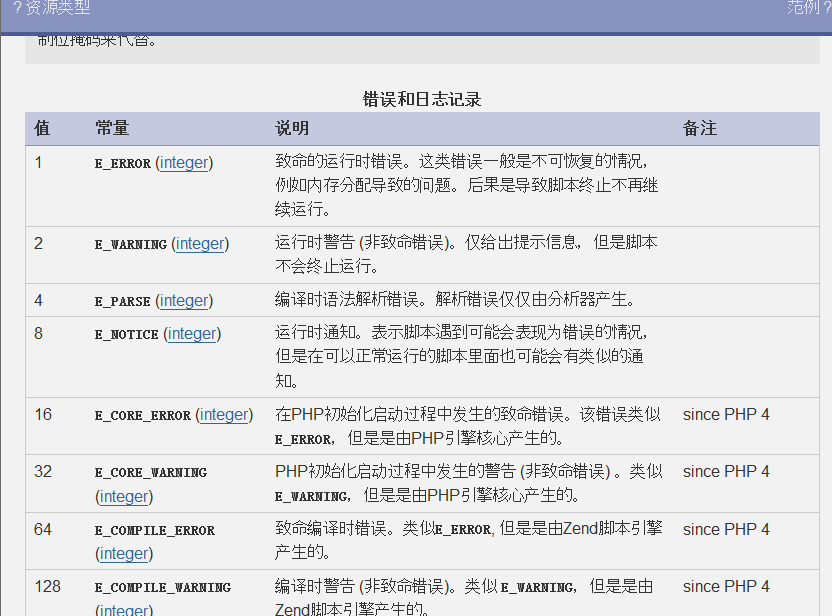 ? 资源类型 范例 ?
制位掩码来代替。
错误和日志记录
值 常量 说明 备注
1 E_ERROR (integer) 致命的运行时错误。这类错误一般是不可恢复的情况，
例如内存分配导致的问题。后果是导致脚本终止不再继
续运行。
2 E_WARNING (integer) 运行时警告 (非致命错误)。仅给出提示信息，但是脚本
不会终止运行。
4 E_PARSE (integer) 编译时语法解析错误。解析错误仅仅由分析器产生。
8 E_NOTICE (integer) 运行时通知。表示脚本遇到可能会表现为错误的情况，
但是在可以正常运行的脚本里面也可能会有类似的通
知。
16 E_CORE_ERROR (integer) 在PHP初始化启动过程中发生的致命错误。该错误类似 since PHP 4
E_ERROR，但是是由PHP引擎核心产生的。
32 E_CORE_WARNING PHP初始化启动过程中发生的警告 (非致命错误) 。类似 since PHP 4
(integer) E_WARNING，但是是由PHP引擎核心产生的。
64 E_COMPILE_ERROR 致命编译时错误。类似E_ERROR, 但是是由Zend脚本引擎 since PHP 4
(integer) 产生的。
128 E_COMPILE_WARNING 编译时警告 (非致命错误)。类似 E_WARNING，但是是由 since PHP 4
(integer) Zend脚本引擎产生的。